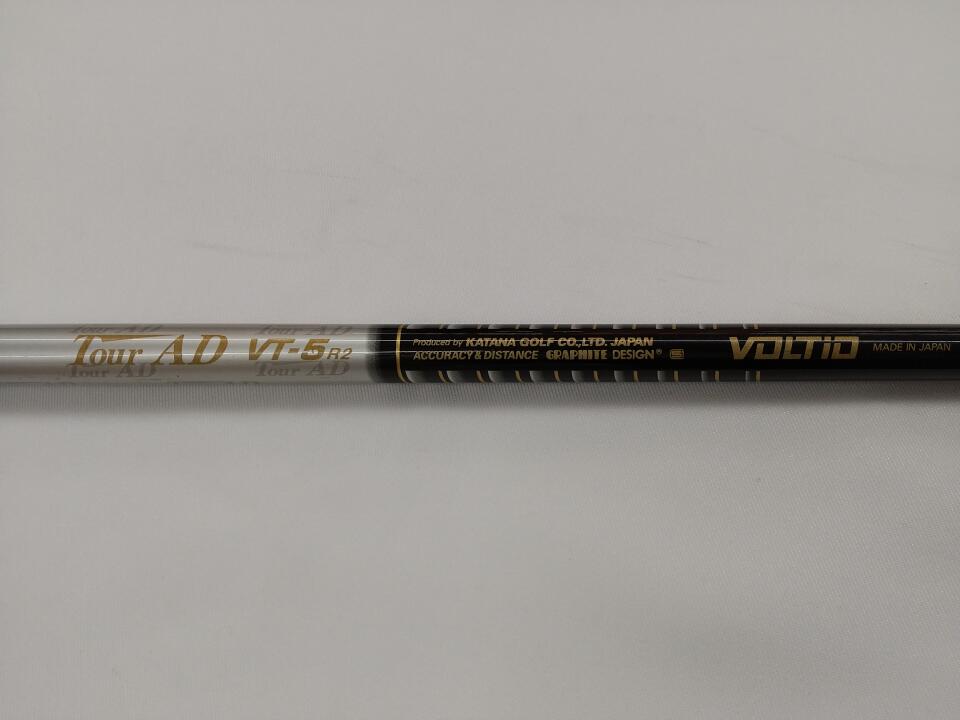 Tour AD Tour AD
Tour AD VT-5 R2
Tour AD Tour AD
Produced by KATANA GOLF CO.,LTD. JAPAN
ACCURACY & DISTANCE GRAPHITE DESIGN®
VOLTIO
MADE IN JAPAN